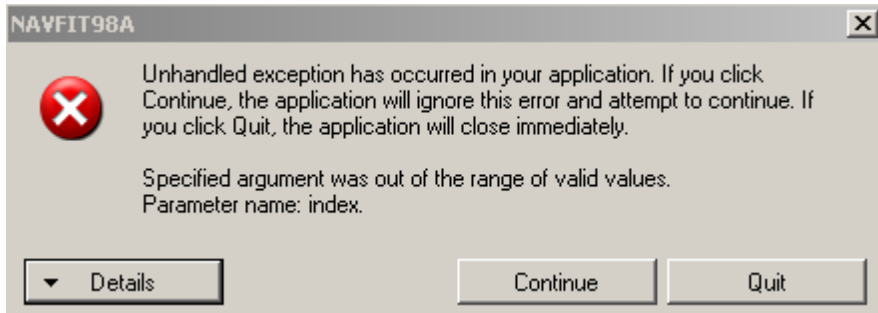 NAVFIT98A
Unhandled exception has occurred in your application. If you click
Continue, the application will ignore this error and attempt to continue. If
you click Quit, the application will close immediately.
Specified argument was out of the range of valid values.
Parameter name: index.
Details
Continue
Quit